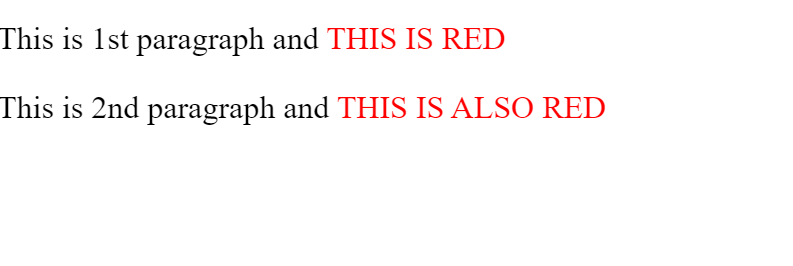 This is 1st paragraph and THIS IS RED
This is 2nd paragraph and THIS IS ALSO RED